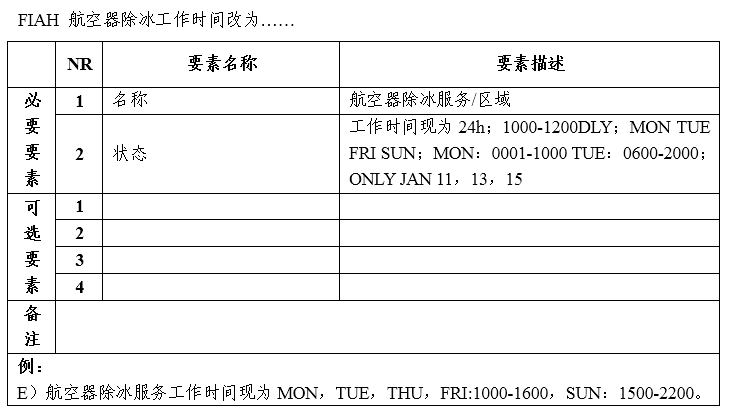 FIAH 航空器除冰工作时间改为……
NR 要素名称 要素描述
必要要素
1 名称 航空器除冰服务/区域
2 状态 工作时间现为 24h；1000-1200DLY；MON TUE
FRI SUN；MON：0001-1000 TUE：0600-2000；
ONLY JAN 11，13，15
可选要素
1
2
3
4
备注
例：
E）航空器除冰服务工作时间现为 MON，TUE，THU，FRI:1000-1600，SUN：1500-2200。